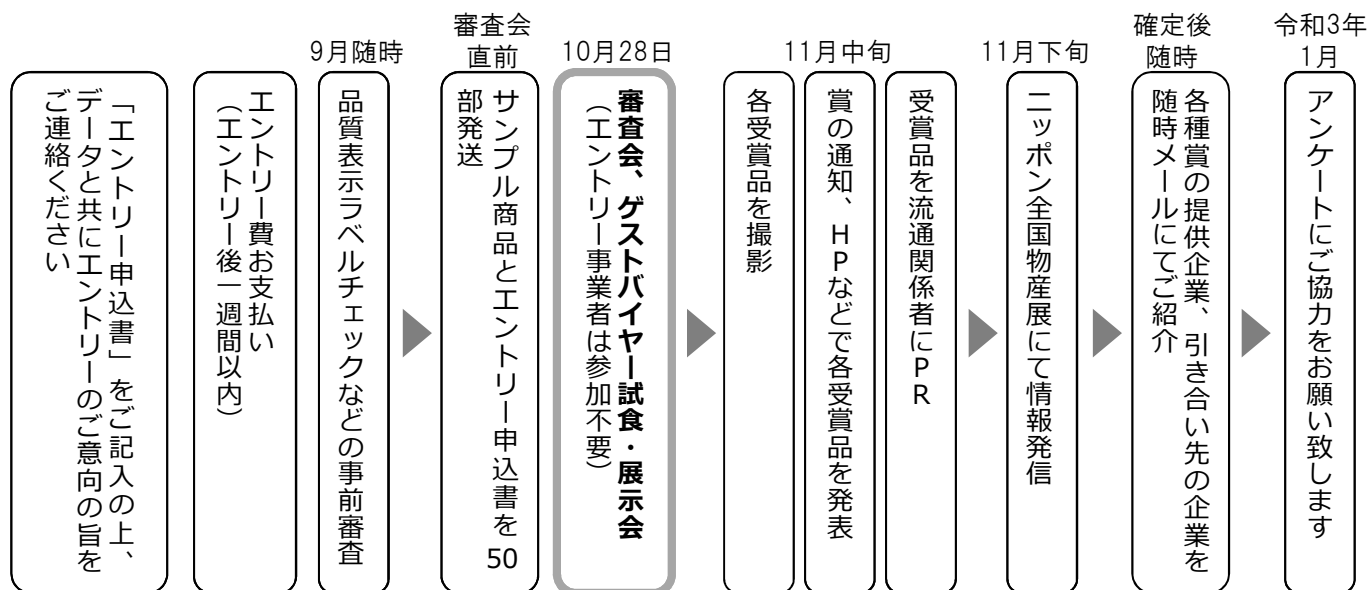 「エントリー申込書」をご記入の上、
データと共にエントリーのご意向の旨を
ご連絡ください
エントリー費お支払い
（エントリー後一週間以内）
9月随時
品質表示ラベルチェックなどの事前審査
審査会
直前
サンプル商品とエントリー申込書を50
部発送
10月28日
審査会、ゲストバイヤー試食・展示会
（エントリー事業者は参加不要）
11月中旬
各受賞品を撮影
賞の通知、HPなどで各受賞品を発表
受賞品を流通関係者にPR
11月下旬
ニッポン全国物産展にて情報発信
確定後
随時
各種賞の提供企業、引き合い先の企業を
随時メールにてご紹介
令和3年
1月
アンケートにご協力をお願い致します